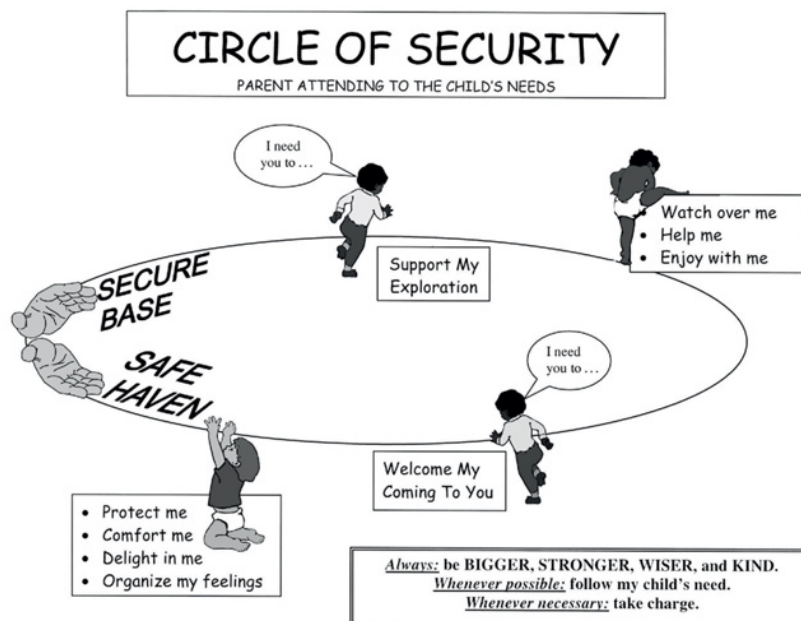 CIRCLE OF SECURITY
PARENT ATTENDING TO THE CHILD'S NEEDS
I need
you to ...
• Watch over me
• Help me
• Enjoy with me
Support My
Exploration
SECURE
BASE
SAFE
HAVEN
I need
you to ...
Welcome My
Coming To You
• Protect me
• Comfort me
• Delight in me
• Organize my feelings
Always: be BIGGER, STRONGER, WISER, and KIND.
Whenever possible: follow my child's need.
Whenever necessary: take charge.